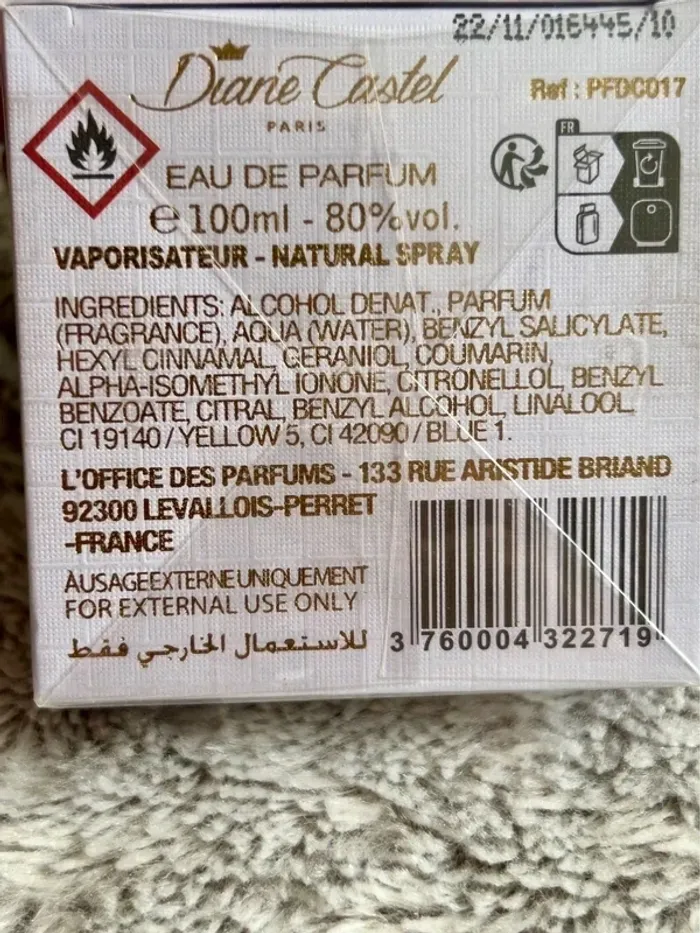 22/11/016445/10
Diane Castel
PARIS
Ref : PFDC017
FR
EAU DE PARFUM
℮ 100ml - 80%vol.
VAPORISATEUR - NATURAL SPRAY
INGREDIENTS: ALCOHOL DENAT., PARFUM
(FRAGRANCE), AQUA (WATER), BENZYL SALICYLATE,
HEXYL CINNAMAL, GERANIOL, COUMARIN,
ALPHA-ISOMETHYL IONONE, CITRONELLOL, BENZYL
BENZOATE, CITRAL, BENZYL ALCOHOL, LINALOOL.
CI 19140 / YELLOW 5, CI 42090 / BLUE 1.
L'OFFICE DES PARFUMS - 133 RUE ARISTIDE BRIAND
92300 LEVALLOIS-PERRET
-FRANCE
À USAGE EXTERNE UNIQUEMENT
FOR EXTERNAL USE ONLY
للاستعمال الخارجي فقط
3 760004 322719